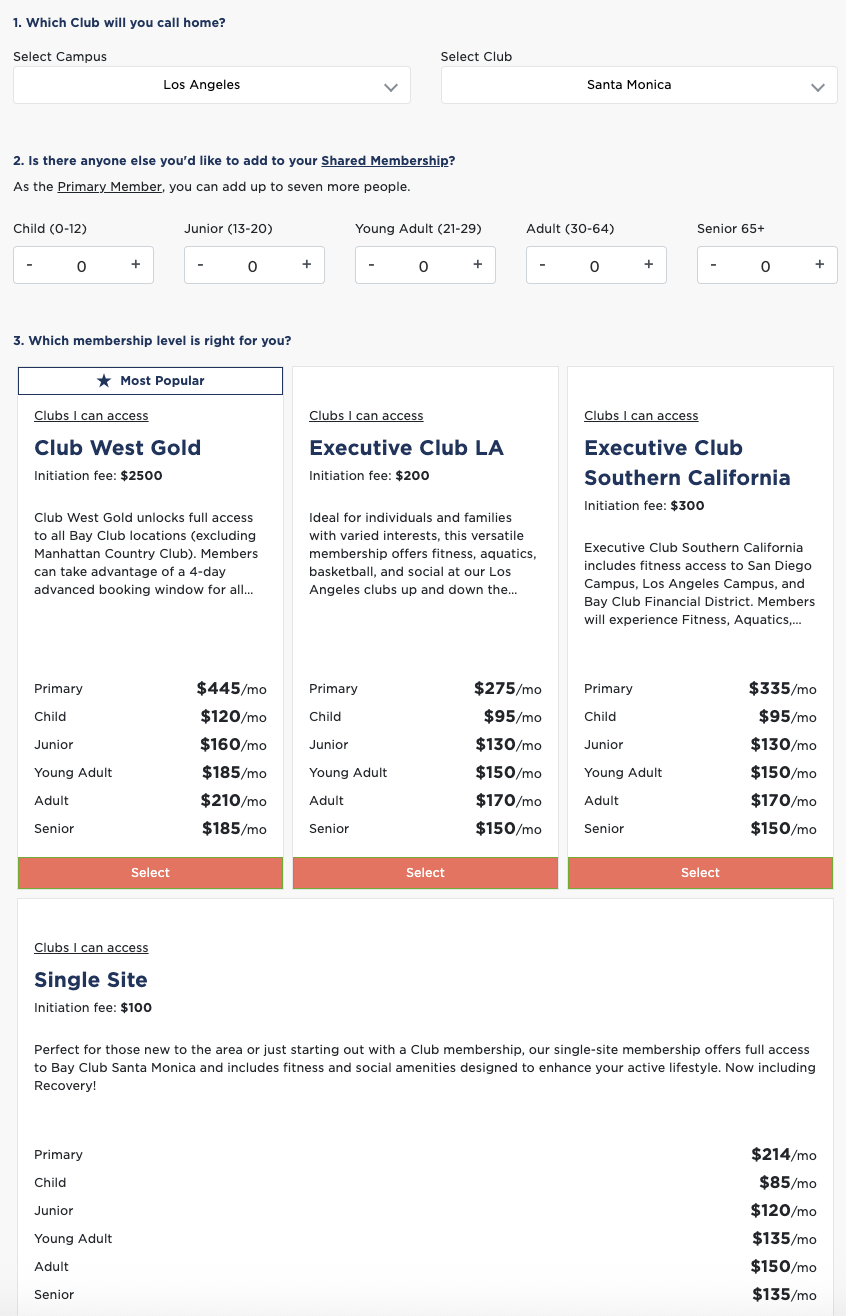 1. Which Club will you call home?
Select Campus
Los Angeles
Select Club
Santa Monica
2. Is there anyone else you'd like to add to your Shared Membership?
As the Primary Member, you can add up to seven more people.
Child (0-12)
- 0 +
Junior (13-20)
- 0 +
Young Adult (21-29)
- 0 +
Adult (30-64)
- 0 +
Senior 65+
- 0 +
3. Which membership level is right for you?
★ Most Popular
Clubs I can access
Club West Gold
Initiation fee: $2500
Club West Gold unlocks full access
to all Bay Club locations (excluding
Manhattan Country Club). Members
can take advantage of a 4-day
advanced booking window for all...
Primary $445/mo
Child $120/mo
Junior $160/mo
Young Adult $185/mo
Adult $210/mo
Senior $185/mo
Select
Clubs I can access
Executive Club LA
Initiation fee: $200
Ideal for individuals and families
with varied interests, this versatile
membership offers fitness, aquatics,
basketball, and social at our Los
Angeles clubs up and down the...
Primary $275/mo
Child $95/mo
Junior $130/mo
Young Adult $150/mo
Adult $170/mo
Senior $150/mo
Select
Clubs I can access
Executive Club
Southern California
Initiation fee: $300
Executive Club Southern California
includes fitness access to San Diego
Campus, Los Angeles Campus, and
Bay Club Financial District. Members
will experience Fitness, Aquatics,...
Primary $335/mo
Child $95/mo
Junior $130/mo
Young Adult $150/mo
Adult $170/mo
Senior $150/mo
Select
Clubs I can access
Single Site
Initiation fee: $100
Perfect for those new to the area or just starting out with a Club membership, our single-site membership offers full access
to Bay Club Santa Monica and includes fitness and social amenities designed to enhance your active lifestyle. Now including
Recovery!
Primary $214/mo
Child $85/mo
Junior $120/mo
Young Adult $135/mo
Adult $150/mo
Senior $135/mo